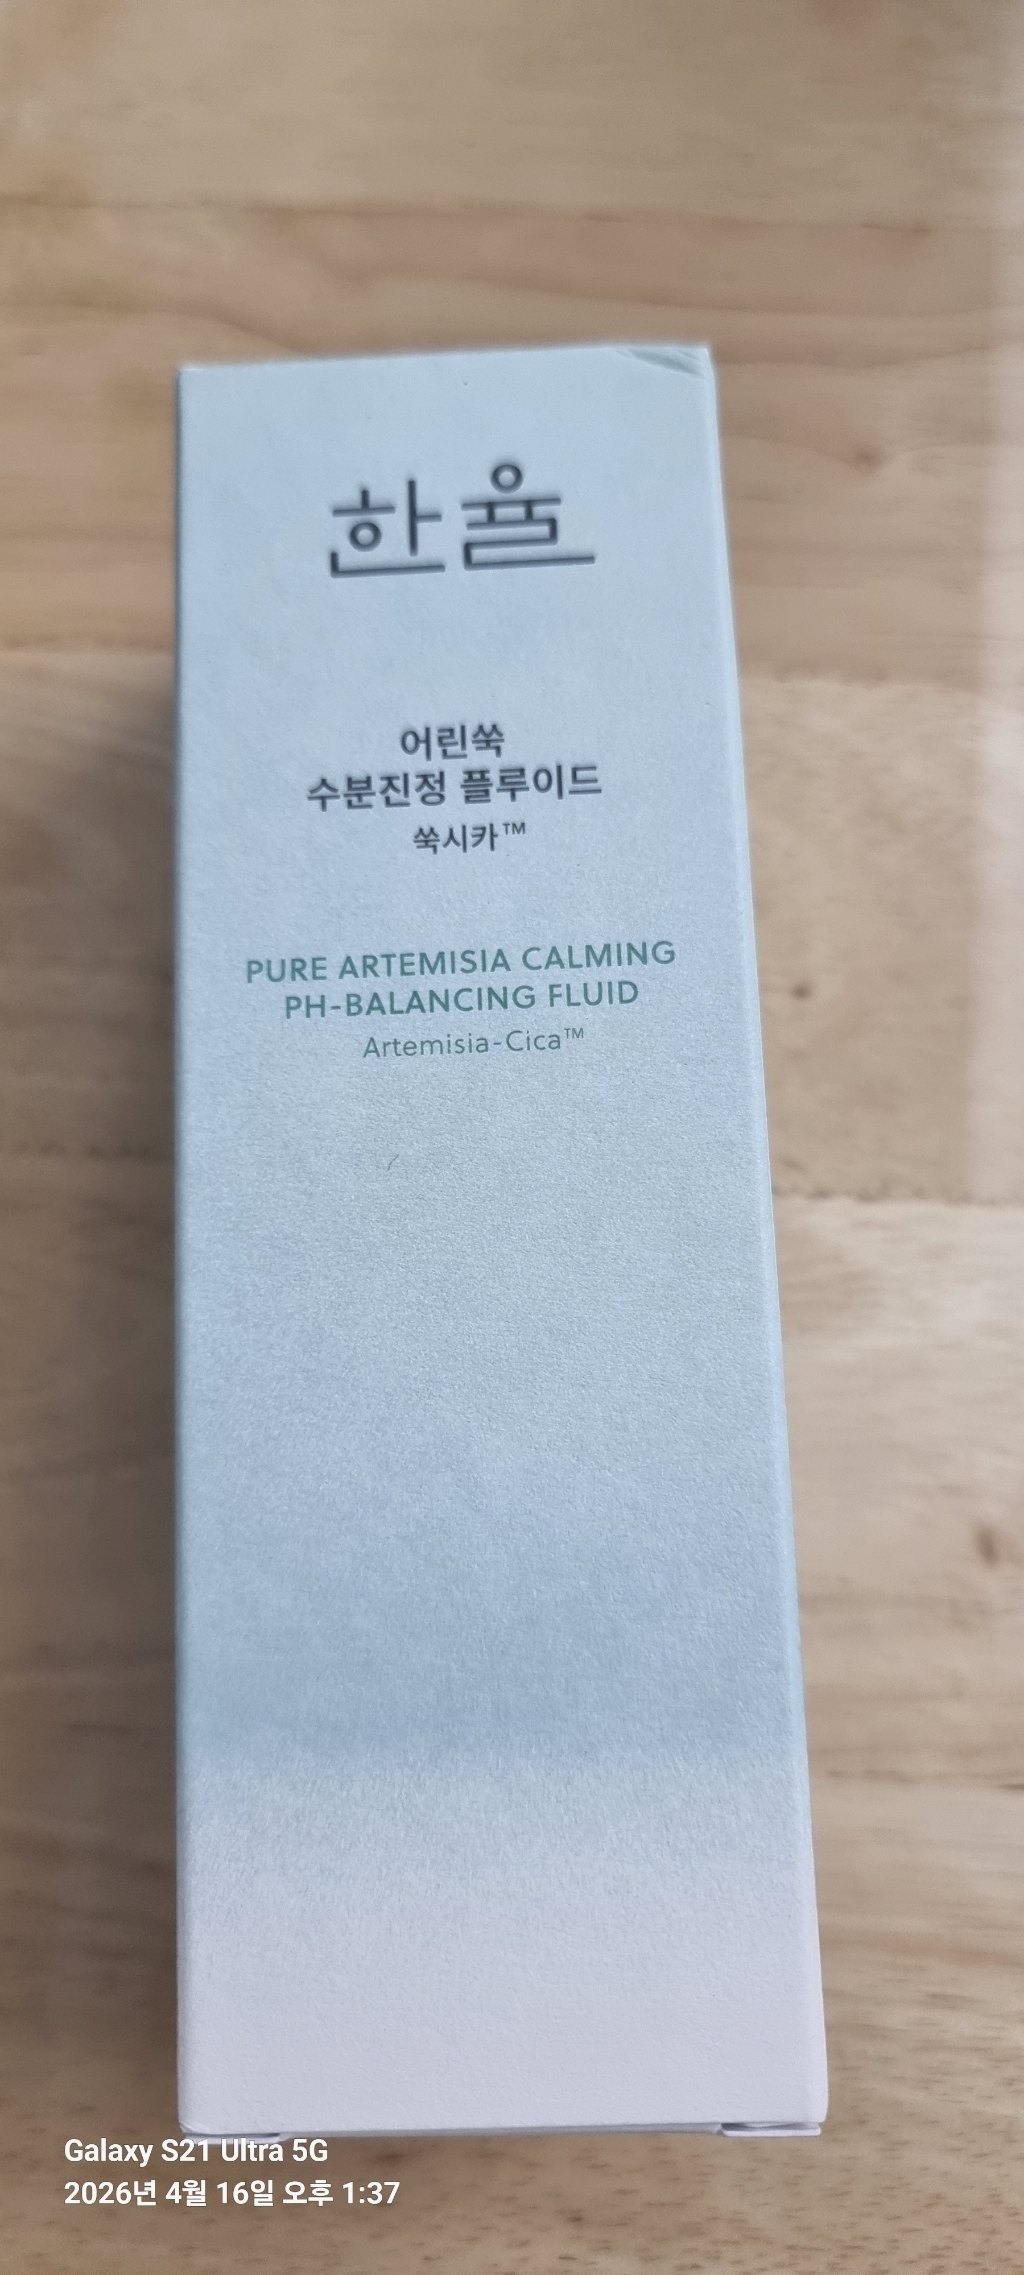 한율
어린쑥
수분진정 플루이드
쑥시카™
PURE ARTEMISIA CALMING
PH-BALANCING FLUID
Artemisia-Cica™
Galaxy S21 Ultra 5G
2026년 4월 16일 오후 1:37